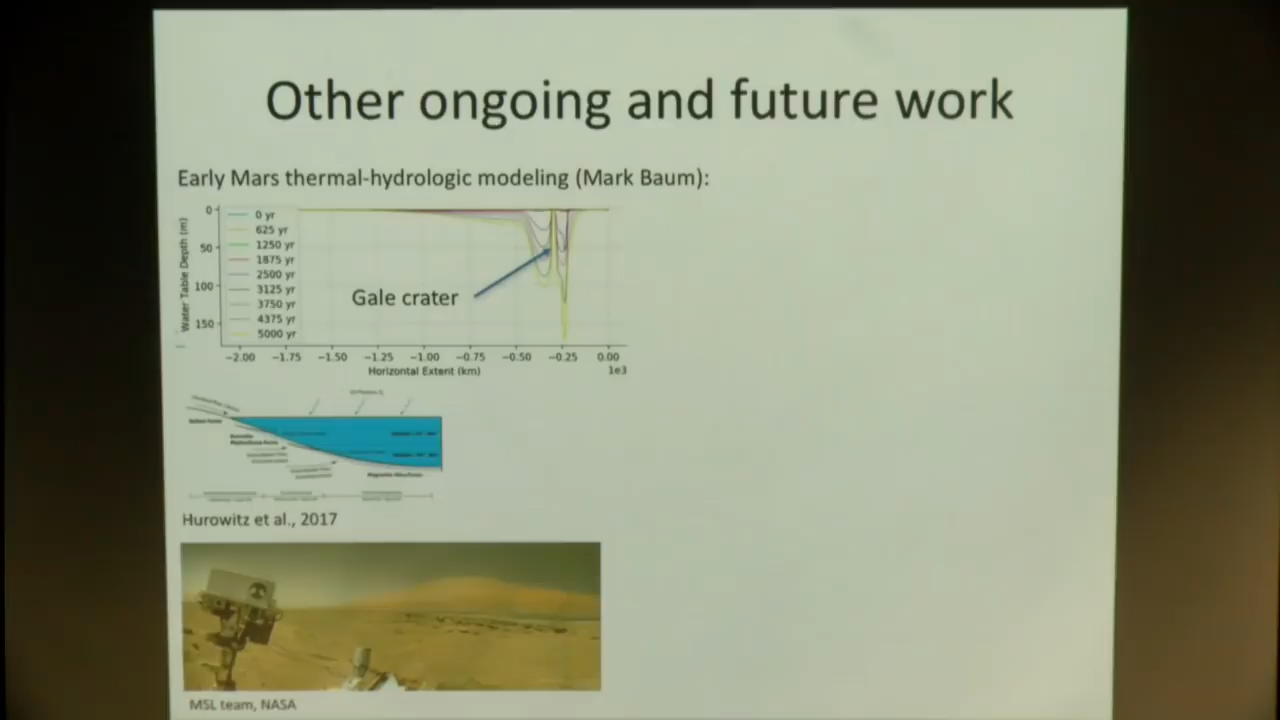 Other ongoing and future work
Early Mars thermal-hydrologic modeling (Mark Baum):
Water Table Depth (m)
0
50
100
150
0 yr
625 yr
1250 yr
1875 yr
2500 yr
3125 yr
3750 yr
4375 yr
5000 yr
Gale crater
−2.00 −1.75 −1.50 −1.25 −1.00 −0.75 −0.50 −0.25 0.00
Horizontal Extent (km)
1e3
Hurowitz et al., 2017
MSL team, NASA